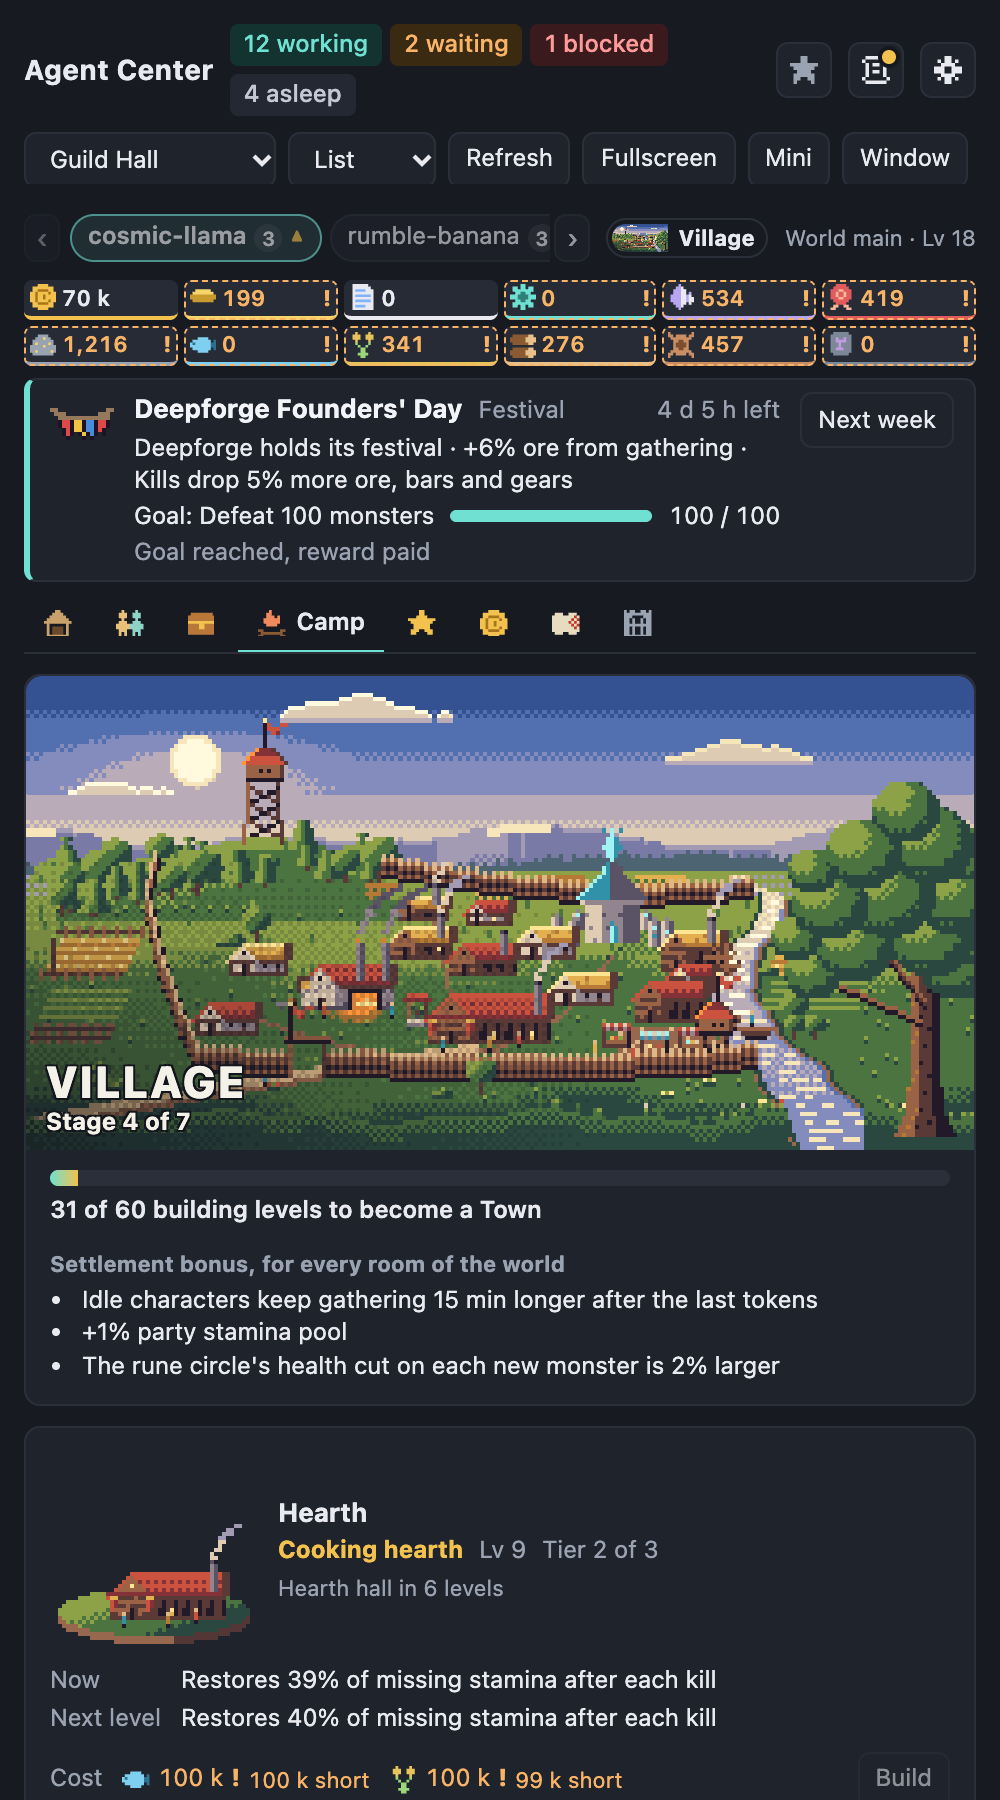 Agent Center
12 working
2 waiting
1 blocked
4 asleep
Guild Hall
List
Refresh
Fullscreen
Mini
Window
‹
cosmic-llama 3 ▲
rumble-banana 3
›
Village
World main · Lv 18
70 k
199 !
0
0 !
534 !
419 !
1,216 !
0 !
341 !
276 !
457 !
0 !
Deepforge Founders' Day Festival 4 d 5 h left
Next week
Deepforge holds its festival · +6% ore from gathering ·
Kills drop 5% more ore, bars and gears
Goal: Defeat 100 monsters 100 / 100
Goal reached, reward paid
Camp
VILLAGE
Stage 4 of 7
31 of 60 building levels to become a Town
Settlement bonus, for every room of the world
• Idle characters keep gathering 15 min longer after the last tokens
• +1% party stamina pool
• The rune circle's health cut on each new monster is 2% larger
Hearth
Cooking hearth Lv 9 Tier 2 of 3
Hearth hall in 6 levels
Now Restores 39% of missing stamina after each kill
Next level Restores 40% of missing stamina after each kill
Cost 100 k ! 100 k short 100 k ! 99 k short
Build